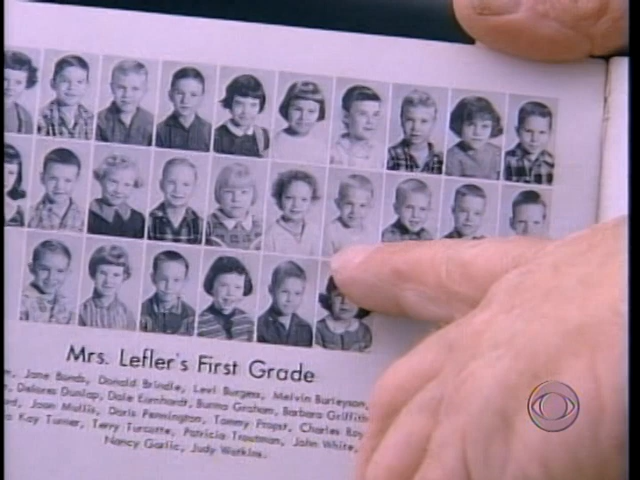 Mrs. Lefler's First Grade
Jane Bonds, Donald Brindle, Levi Burgess, Melvin Burleyson,
Delores Dunlap, Dale Earnhardt, Bunna Graham, Barbara Griffith
Joan Mullis, Doris Pennington, Tommy Propst, Charles Ray
Kay Turner, Terry Turcotte, Patricia Troutman, John White,
Nancy Garlic, Judy Watkins.